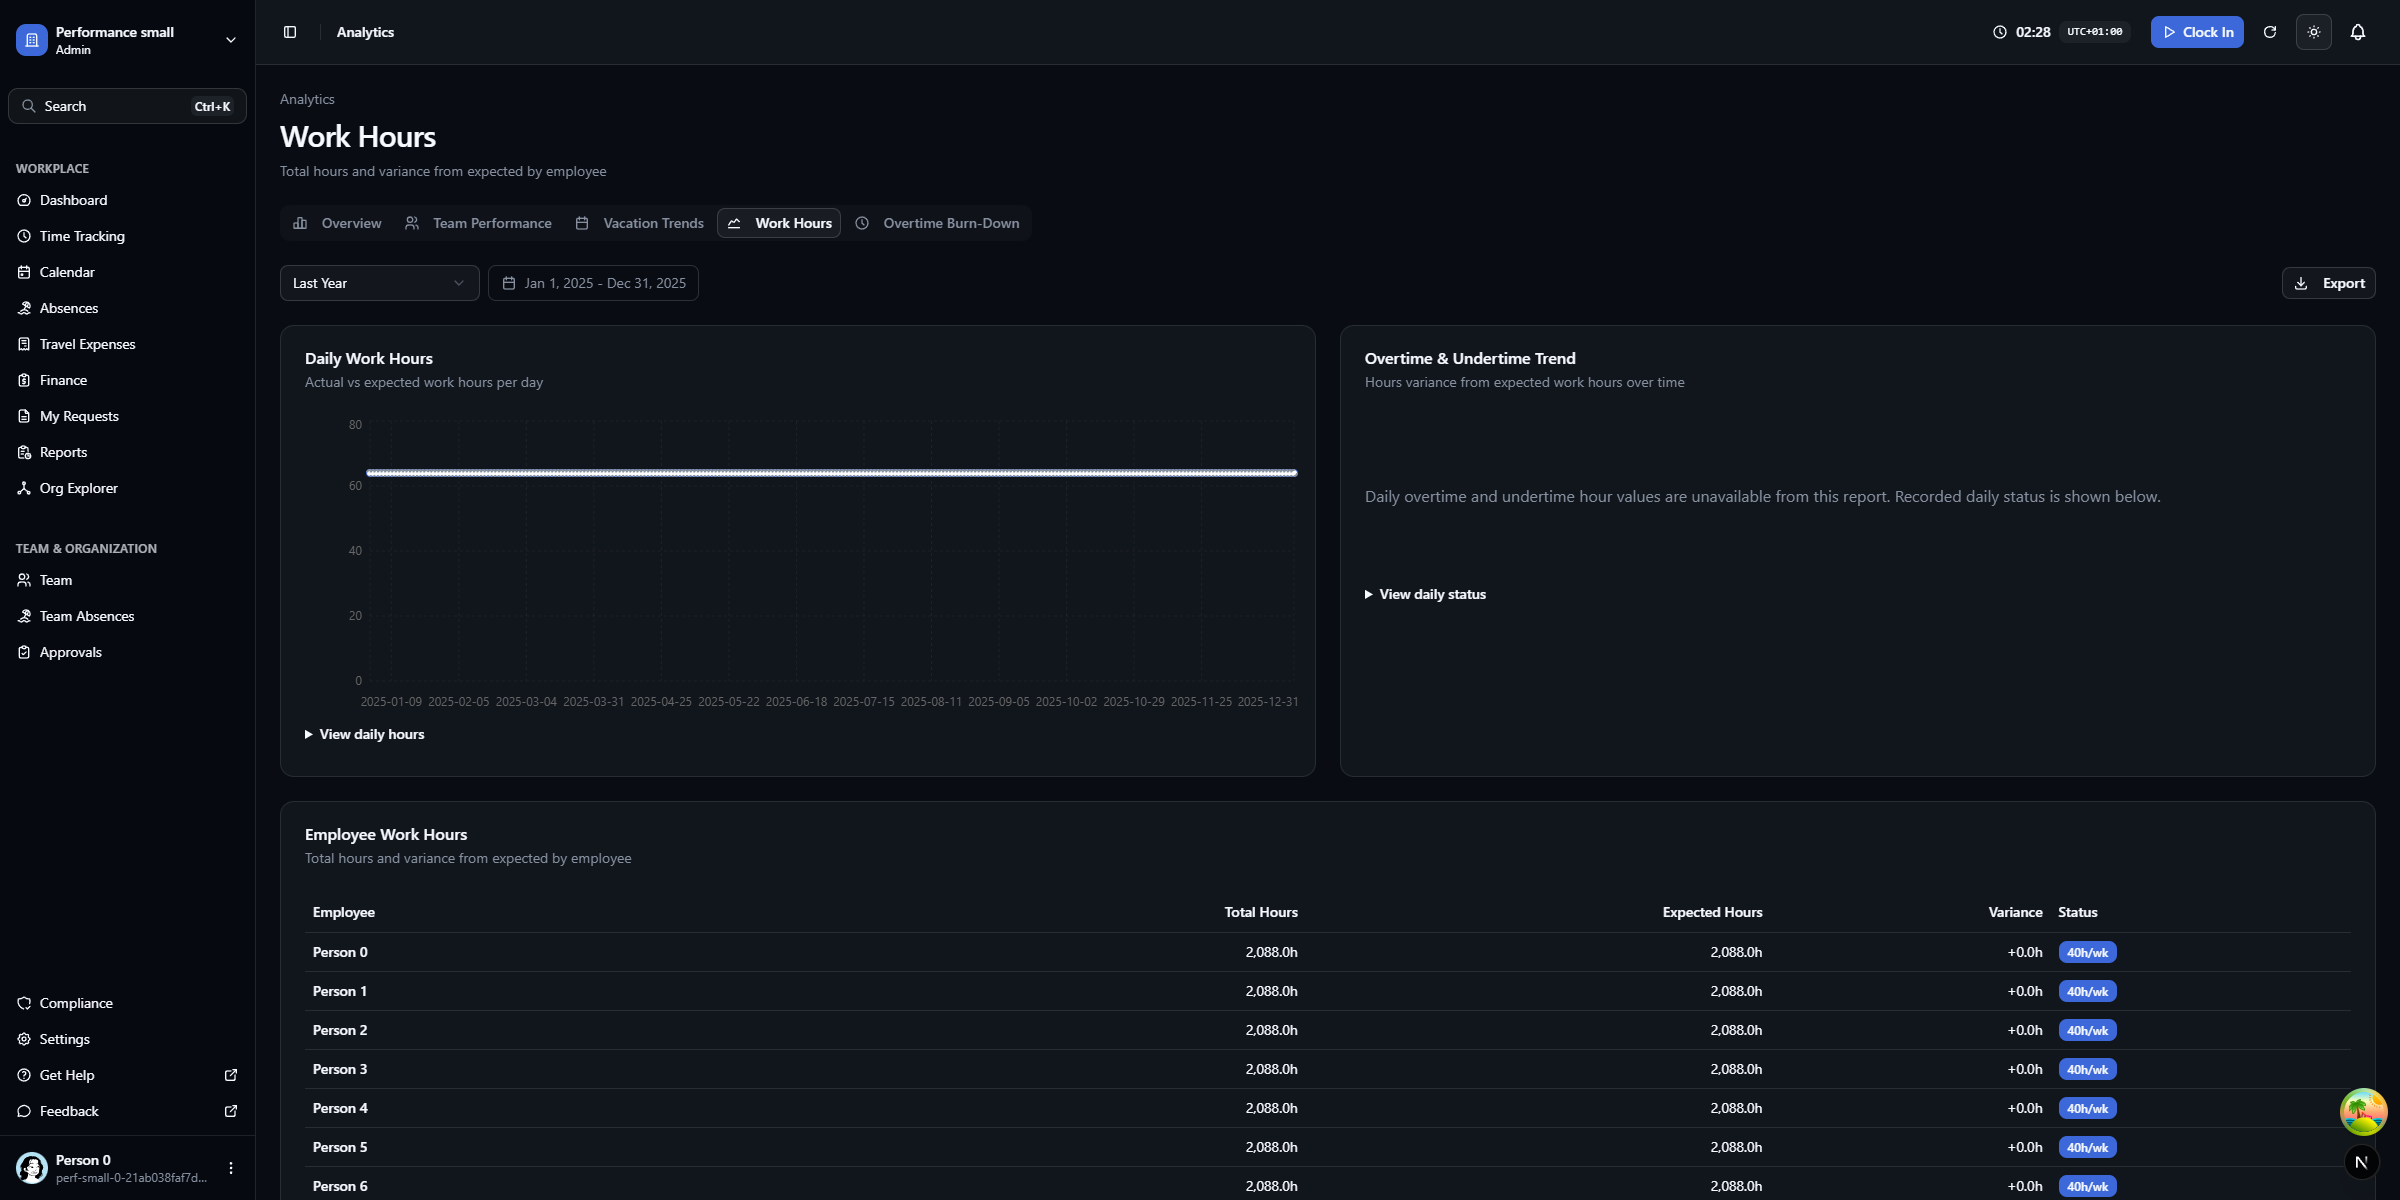 Performance small
Admin
Search Ctrl+K
WORKPLACE
Dashboard
Time Tracking
Calendar
Absences
Travel Expenses
Finance
My Requests
Reports
Org Explorer
TEAM & ORGANIZATION
Team
Team Absences
Approvals
Compliance
Settings
Get Help
Feedback
Person 0
perf-small-0-21ab038faf7d...
Analytics
02:28 UTC+01:00 Clock In
Analytics
Work Hours
Total hours and variance from expected by employee
Overview Team Performance Vacation Trends Work Hours Overtime Burn-Down
Last Year Jan 1, 2025 - Dec 31, 2025 Export
Daily Work Hours
Actual vs expected work hours per day
80
60
40
20
0
2025-01-09 2025-02-05 2025-03-04 2025-03-31 2025-04-25 2025-05-22 2025-06-18 2025-07-15 2025-08-11 2025-09-05 2025-10-02 2025-10-29 2025-11-25 2025-12-31
View daily hours
Overtime & Undertime Trend
Hours variance from expected work hours over time
Daily overtime and undertime hour values are unavailable from this report. Recorded daily status is shown below.
View daily status
Employee Work Hours
Total hours and variance from expected by employee
Employee Total Hours Expected Hours Variance Status
Person 0 2,088.0h 2,088.0h +0.0h 40h/wk
Person 1 2,088.0h 2,088.0h +0.0h 40h/wk
Person 2 2,088.0h 2,088.0h +0.0h 40h/wk
Person 3 2,088.0h 2,088.0h +0.0h 40h/wk
Person 4 2,088.0h 2,088.0h +0.0h 40h/wk
Person 5 2,088.0h 2,088.0h +0.0h 40h/wk
Person 6 2,088.0h 2,088.0h +0.0h 40h/wk
N